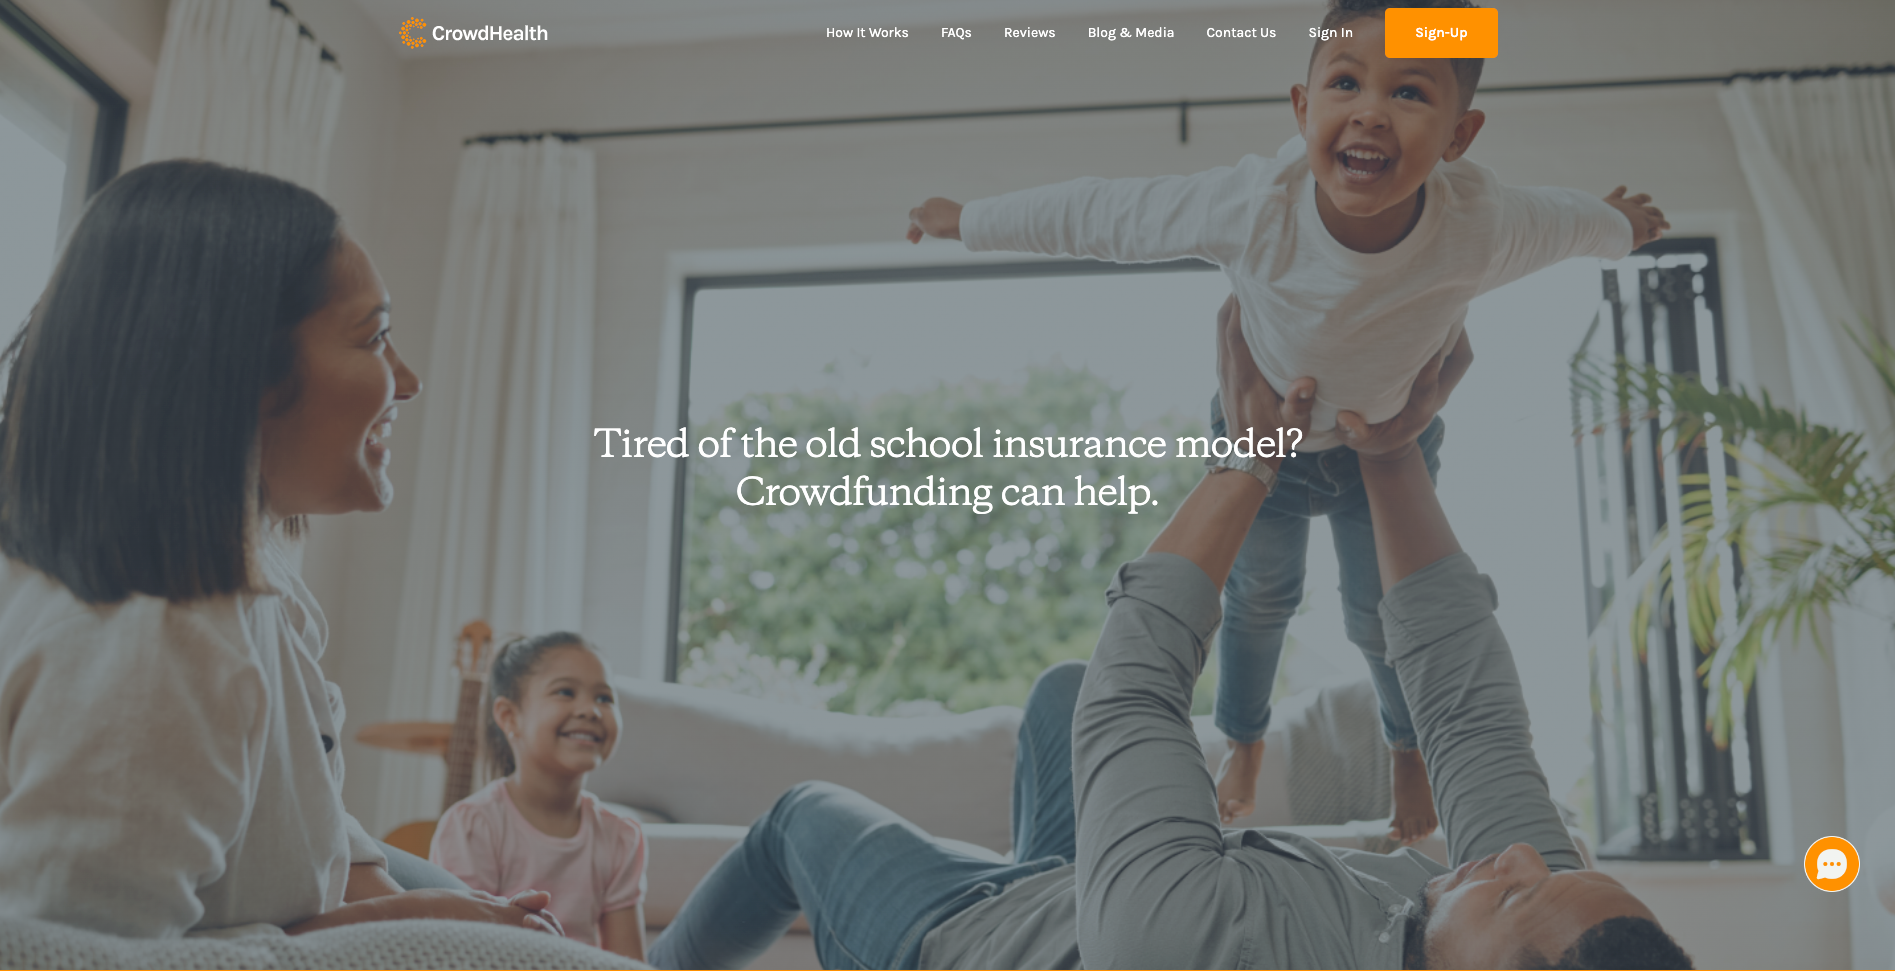 CrowdHealth
How It Works FAQs Reviews Blog & Media Contact Us Sign In Sign-Up
Tired of the old school insurance model?
Crowdfunding can help.